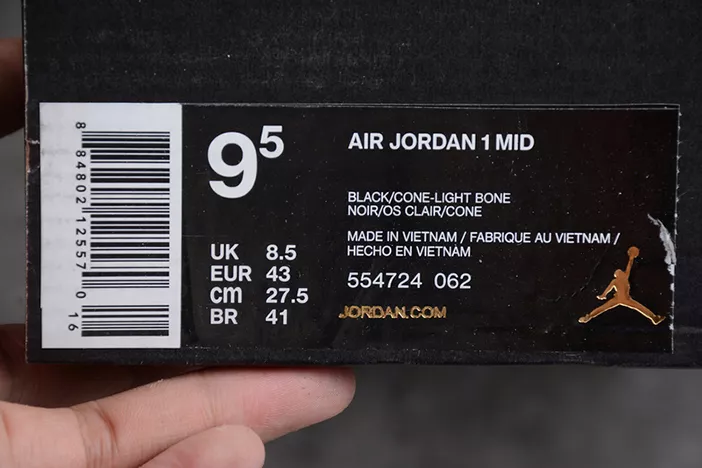 8 84802 12557 0 16
9⁵
AIR JORDAN 1 MID
BLACK/CONE-LIGHT BONE
NOIR/OS CLAIR/CONE
MADE IN VIETNAM / FABRIQUE AU VIETNAM /
HECHO EN VIETNAM
UK 8.5
EUR 43
cm 27.5
BR 41
554724 062
JORDAN.COM